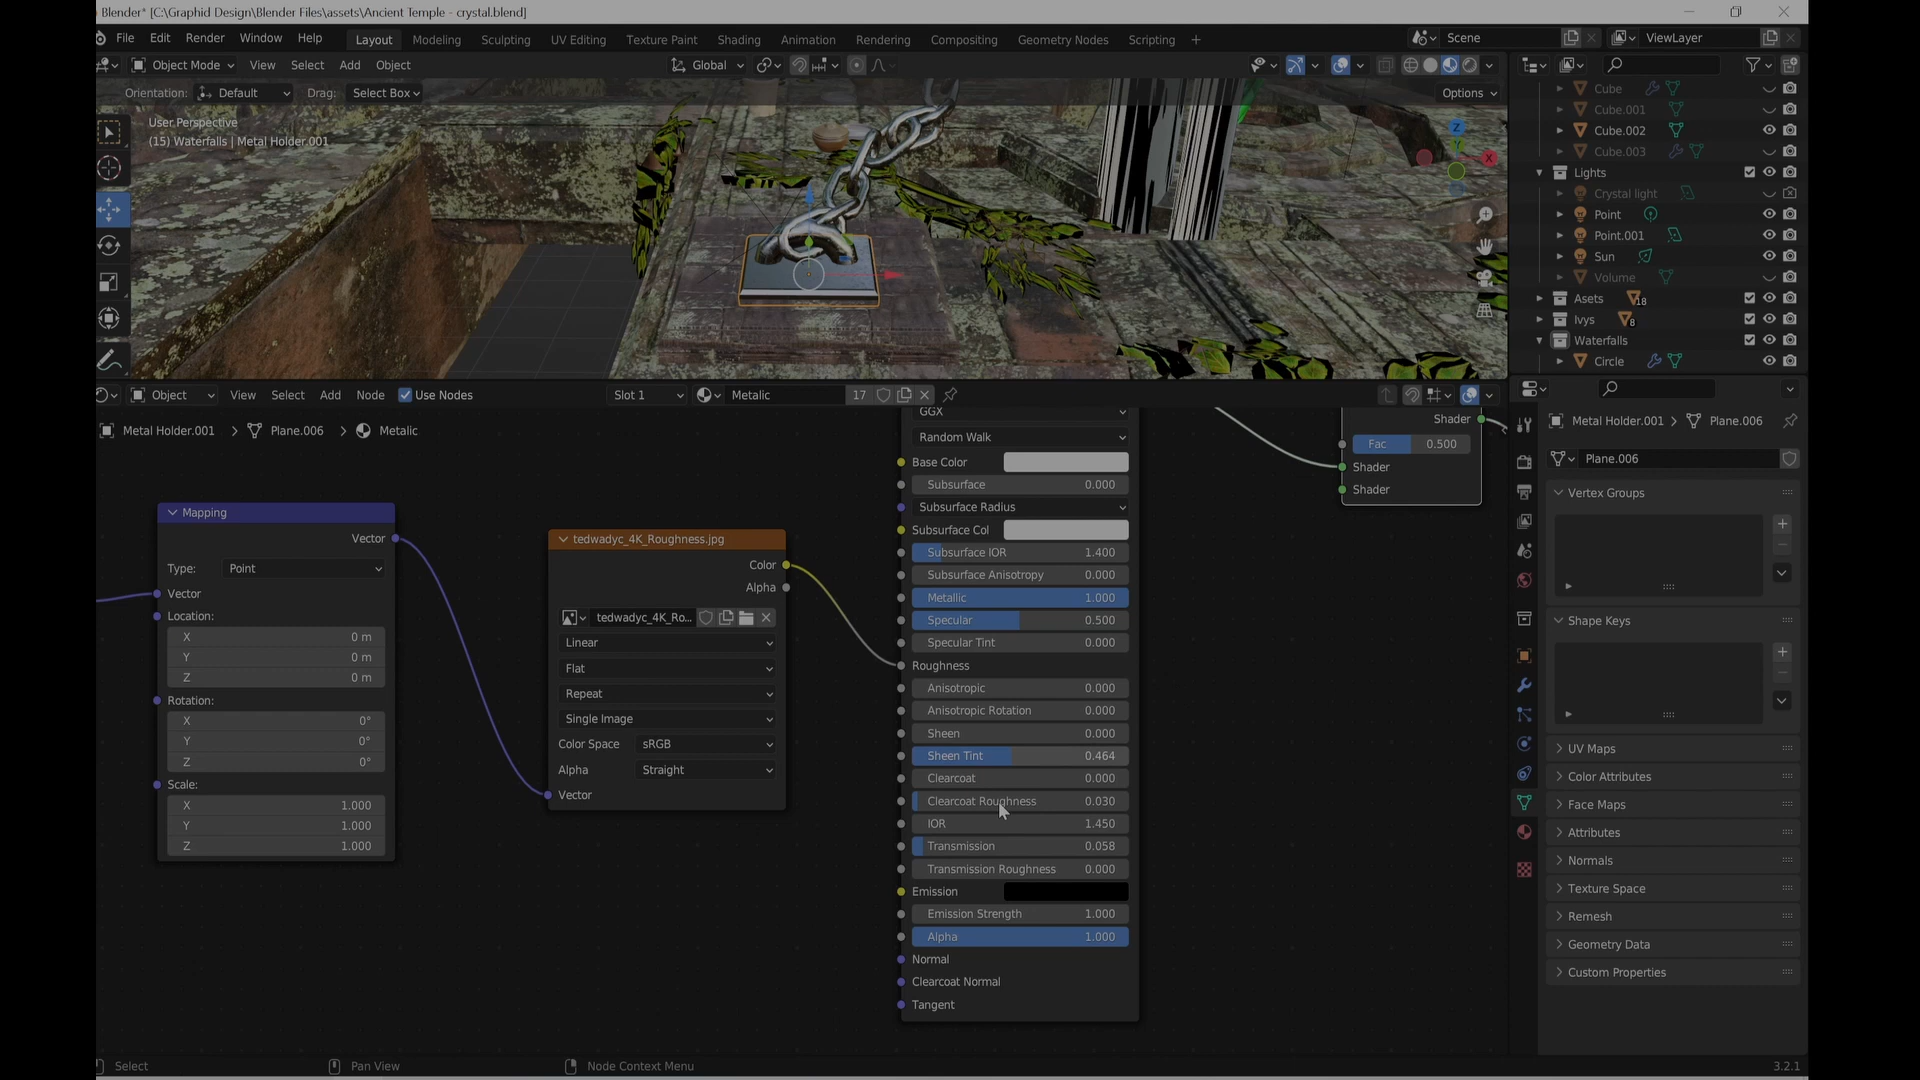 Blender* [C:\Graphid Design\Blender Files\assets\Ancient Temple - crystal.blend]
File Edit Render Window Help Layout Modeling Sculpting UV Editing Texture Paint Shading Animation Rendering Compositing Geometry Nodes Scripting + Scene ViewLayer
Object Mode View Select Add Object Global
Orientation: Default Drag: Select Box Options
User Perspective
(15) Waterfalls | Metal Holder.001
Z
Y
X
Cube
Cube.001
Cube.002
Cube.003
Lights
Crystal light
Point
Point.001
Sun
Volume
Asets 18
Ivys 8
Waterfalls
Circle
Object View Select Add Node Use Nodes Slot 1 Metalic 17
Metal Holder.001 > Plane.006 > Metalic
Mapping
Vector
Type: Point
Vector
Location:
X 0 m
Y 0 m
Z 0 m
Rotation:
X 0°
Y 0°
Z 0°
Scale:
X 1.000
Y 1.000
Z 1.000
tedwadyc_4K_Roughness.jpg
Color
Alpha
tedwadyc_4K_Ro...
Linear
Flat
Repeat
Single Image
Color Space sRGB
Alpha Straight
Vector
GGX
Random Walk
Base Color
Subsurface 0.000
Subsurface Radius
Subsurface Col
Subsurface IOR 1.400
Subsurface Anisotropy 0.000
Metallic 1.000
Specular 0.500
Specular Tint 0.000
Roughness
Anisotropic 0.000
Anisotropic Rotation 0.000
Sheen 0.000
Sheen Tint 0.464
Clearcoat 0.000
Clearcoat Roughness 0.030
IOR 1.450
Transmission 0.058
Transmission Roughness 0.000
Emission
Emission Strength 1.000
Alpha 1.000
Normal
Clearcoat Normal
Tangent
Shader
Fac 0.500
Shader
Shader
Metal Holder.001 > Plane.006
Plane.006
Vertex Groups
Shape Keys
UV Maps
Color Attributes
Face Maps
Attributes
Normals
Texture Space
Remesh
Geometry Data
Custom Properties
Select Pan View Node Context Menu 3.2.1